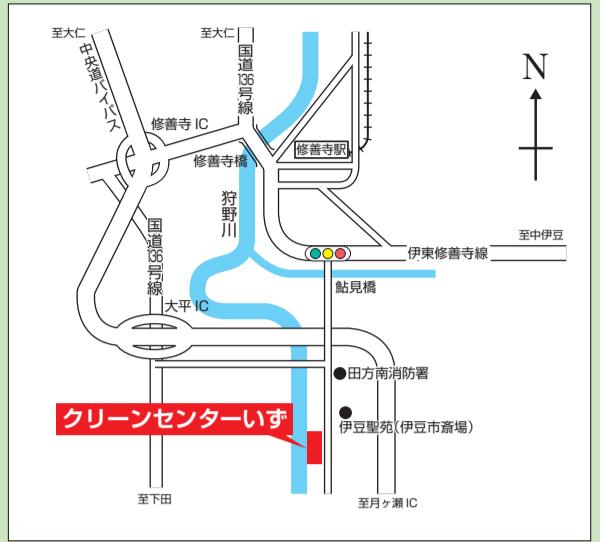 至大仁
至大仁
中央道バイパス
国道136号線
N
修善寺 IC
修善寺橋
修善寺駅
狩野川
国道136号線
至中伊豆
伊東修善寺線
鮎見橋
大平 IC
田方南消防署
クリーンセンターいず
伊豆聖苑(伊豆市斎場)
至下田
至月ヶ瀬 IC